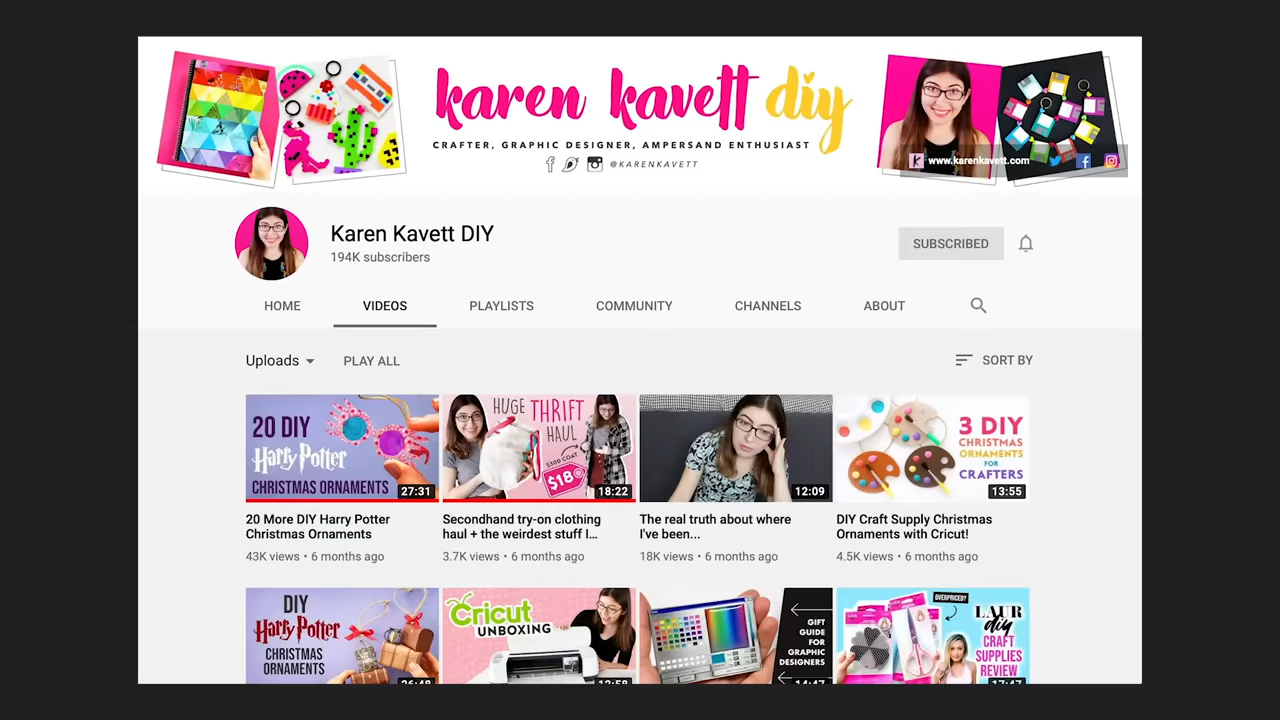 karen kavett diy
CRAFTER, GRAPHIC DESIGNER, AMPERSAND ENTHUSIAST
@KARENKAVETT
www.karenkavett.com
Karen Kavett DIY
194K subscribers
SUBSCRIBED
HOME
VIDEOS
PLAYLISTS
COMMUNITY
CHANNELS
ABOUT
Uploads
PLAY ALL
SORT BY
20 DIY
Harry Potter
CHRISTMAS ORNAMENTS
27:31
HUGE THRIFT
HAUL
$300 COAT
$18
18:22
12:09
3 DIY
CHRISTMAS
ORNAMENTS
FOR
CRAFTERS
13:55
20 More DIY Harry Potter
Christmas Ornaments
43K views • 6 months ago
Secondhand try-on clothing
haul + the weirdest stuff I...
3.7K views • 6 months ago
The real truth about where
I've been...
18K views • 6 months ago
DIY Craft Supply Christmas
Ornaments with Cricut!
4.5K views • 6 months ago
DIY
Harry Potter
CHRISTMAS
ORNAMENTS
Cricut
UNBOXING
GIFT
GUIDE
FOR
GRAPHIC
DESIGNERS
OVERPRICED?
LAUR
diy
CRAFT
SUPPLIES
REVIEW